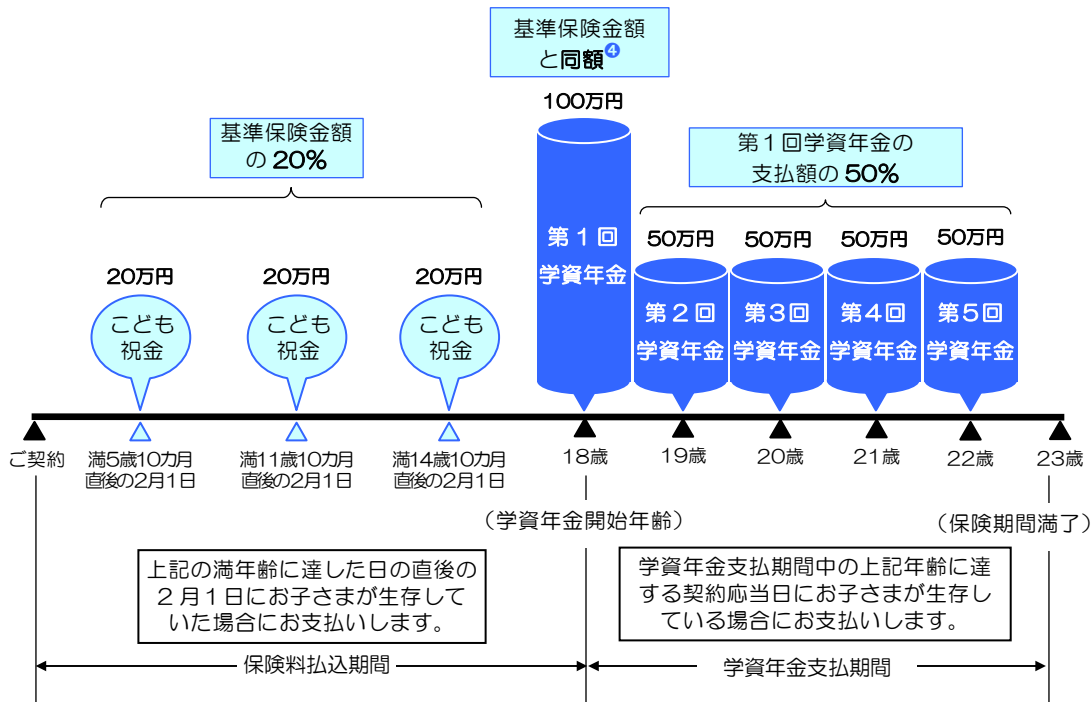 基準保険金額
と同額❹
100万円
基準保険金額
の 20%
第1回学資年金の
支払額の 50%
20万円
20万円
20万円
こども
祝金
こども
祝金
こども
祝金
第1回
学資年金
50万円
50万円
50万円
50万円
第2回
学資年金
第3回
学資年金
第4回
学資年金
第5回
学資年金
ご契約
満5歳10カ月
直後の2月1日
満11歳10カ月
直後の2月1日
満14歳10カ月
直後の2月1日
18歳
19歳
20歳
21歳
22歳
23歳
（学資年金開始年齢）
（保険期間満了）
上記の満年齢に達した日の直後の
2月1日にお子さまが生存して
いた場合にお支払いします。
学資年金支払期間中の上記年齢に達
する契約応当日にお子さまが生存し
ている場合にお支払いします。
保険料払込期間
学資年金支払期間